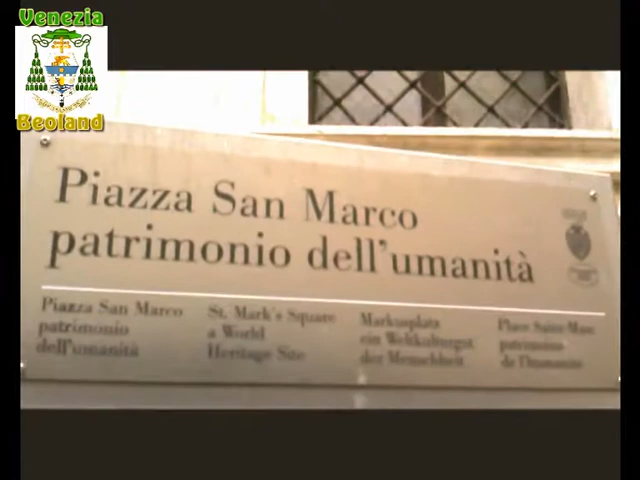 Venezia
Beoland
Piazza San Marco
patrimonio dell'umanità
Piazza San Marco
patrimonio
dell'umanità
St. Mark's Square
a World
Heritage Site
Markusplatz
ein Weltkulturgut
der Menschheit
Place Saint-Marc
patrimoine
de l'humanité